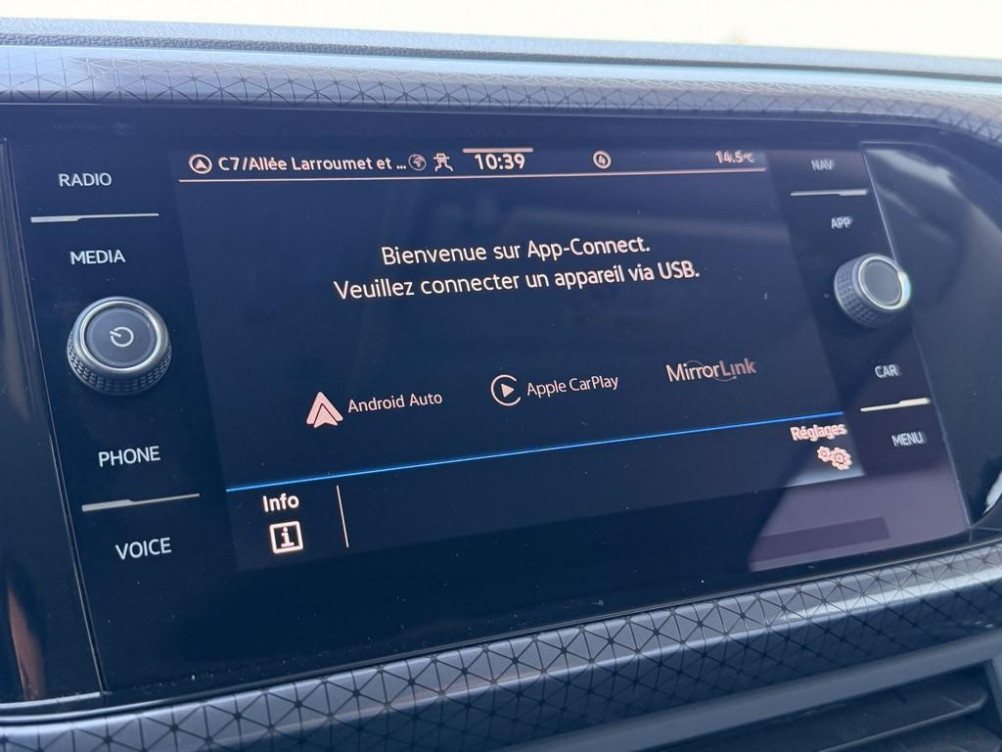 C7/Allée Larroumet et ...
10:39
4
14.5°C
RADIO
MEDIA
PHONE
VOICE
Bienvenue sur App-Connect.
Veuillez connecter un appareil via USB.
Android Auto
Apple CarPlay
MirrorLink
Réglages
Info
i
NAV
APP
CAR
MENU